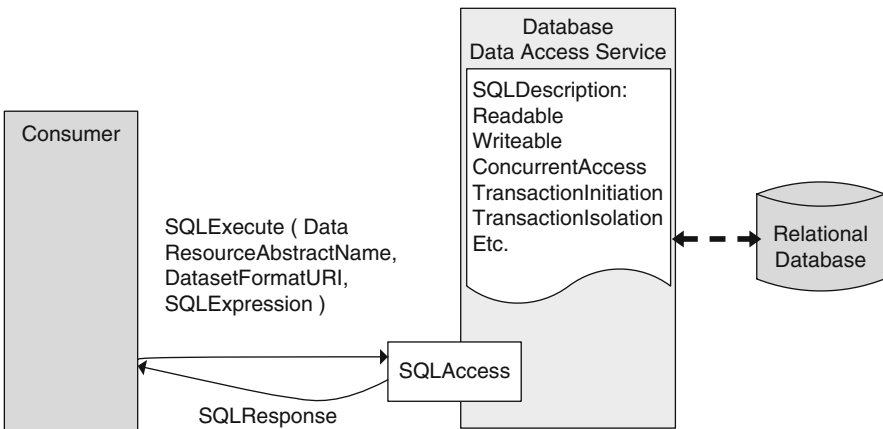 Database
Data Access Service
SQLDescription:
Readable
Writeable
ConcurrentAccess
TransactionInitiation
TransactionIsolation
Etc.
Consumer
SQLExecute ( Data
ResourceAbstractName,
DatasetFormatURI,
SQLExpression )
Relational
Database
SQLAccess
SQLResponse